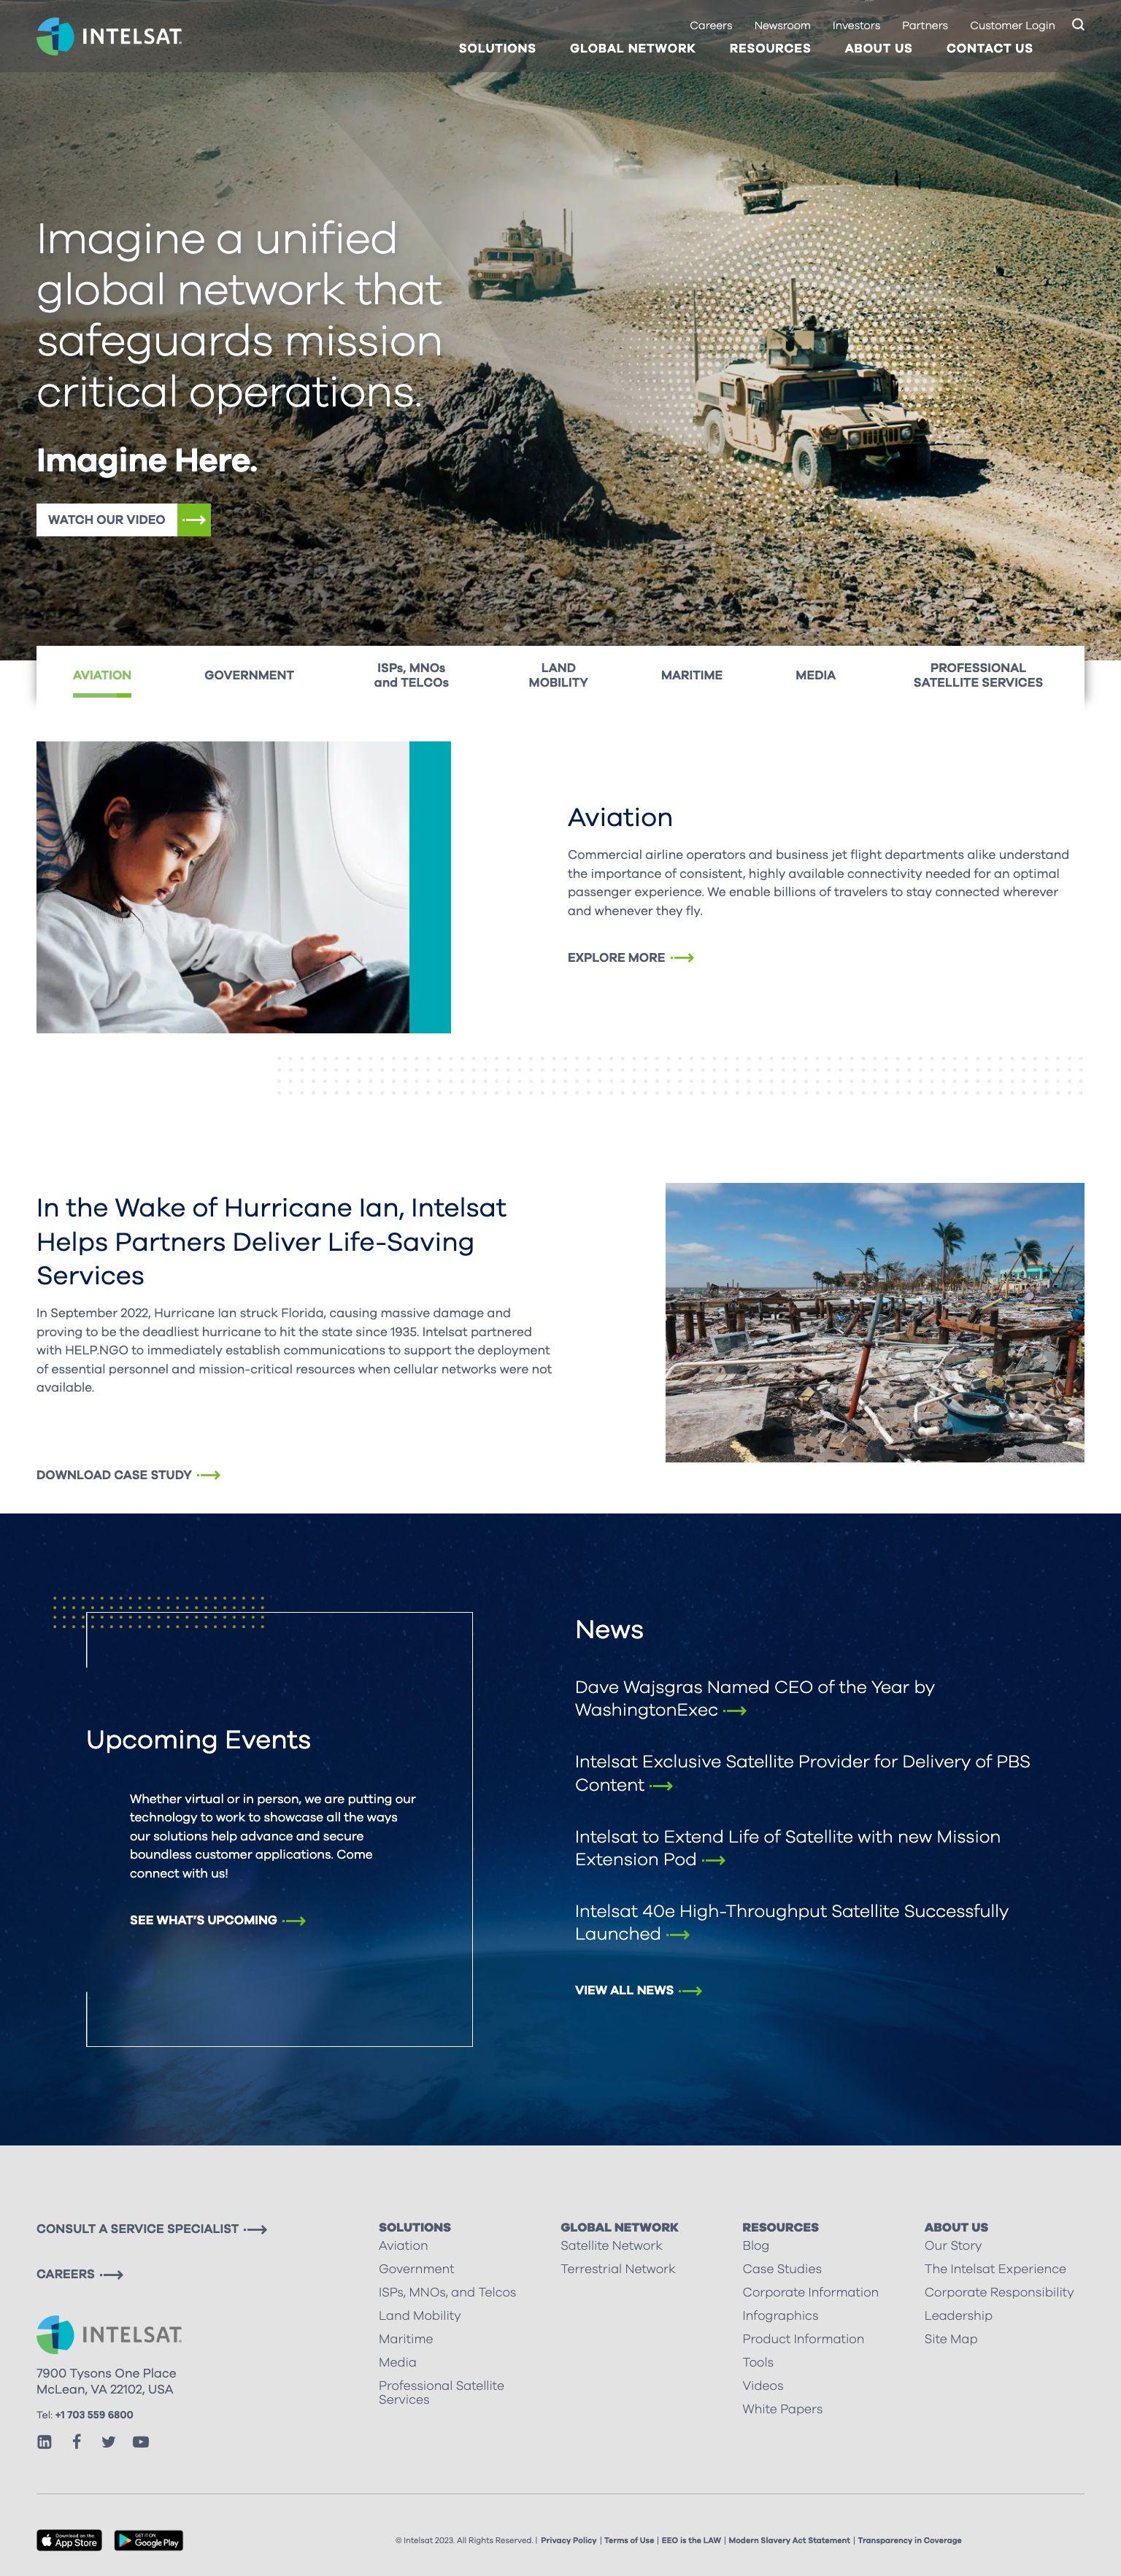 INTELSAT
Careers Newsroom Investors Partners Customer Login
SOLUTIONS GLOBAL NETWORK RESOURCES ABOUT US CONTACT US
Imagine a unified
global network that
safeguards mission
critical operations.
Imagine Here.
WATCH OUR VIDEO
AVIATION
GOVERNMENT
ISPs, MNOs
and TELCOs
LAND
MOBILITY
MARITIME
MEDIA
PROFESSIONAL
SATELLITE SERVICES
Aviation
Commercial airline operators and business jet flight departments alike understand
the importance of consistent, highly available connectivity needed for an optimal
passenger experience. We enable billions of travelers to stay connected wherever
and whenever they fly.
EXPLORE MORE
In the Wake of Hurricane Ian, Intelsat
Helps Partners Deliver Life-Saving
Services
In September 2022, Hurricane Ian struck Florida, causing massive damage and
proving to be the deadliest hurricane to hit the state since 1935. Intelsat partnered
with HELP.NGO to immediately establish communications to support the deployment
of essential personnel and mission-critical resources when cellular networks were not
available.
DOWNLOAD CASE STUDY
Upcoming Events
Whether virtual or in person, we are putting our
technology to work to showcase all the ways
our solutions help advance and secure
boundless customer applications. Come
connect with us!
SEE WHAT'S UPCOMING
News
Dave Wajsgras Named CEO of the Year by
WashingtonExec
Intelsat Exclusive Satellite Provider for Delivery of PBS
Content
Intelsat to Extend Life of Satellite with new Mission
Extension Pod
Intelsat 40e High-Throughput Satellite Successfully
Launched
VIEW ALL NEWS
CONSULT A SERVICE SPECIALIST
CAREERS
INTELSAT
7900 Tysons One Place
McLean, VA 22102, USA
Tel: +1 703 559 6800
SOLUTIONS
Aviation
Government
ISPs, MNOs, and Telcos
Land Mobility
Maritime
Media
Professional Satellite
Services
GLOBAL NETWORK
Satellite Network
Terrestrial Network
RESOURCES
Blog
Case Studies
Corporate Information
Infographics
Product Information
Tools
Videos
White Papers
ABOUT US
Our Story
The Intelsat Experience
Corporate Responsibility
Leadership
Site Map
Download on the
App Store
GET IT ON
Google Play
© Intelsat 2023. All Rights Reserved. | Privacy Policy | Terms of Use | EEO is the LAW | Modern Slavery Act Statement | Transparency in Coverage